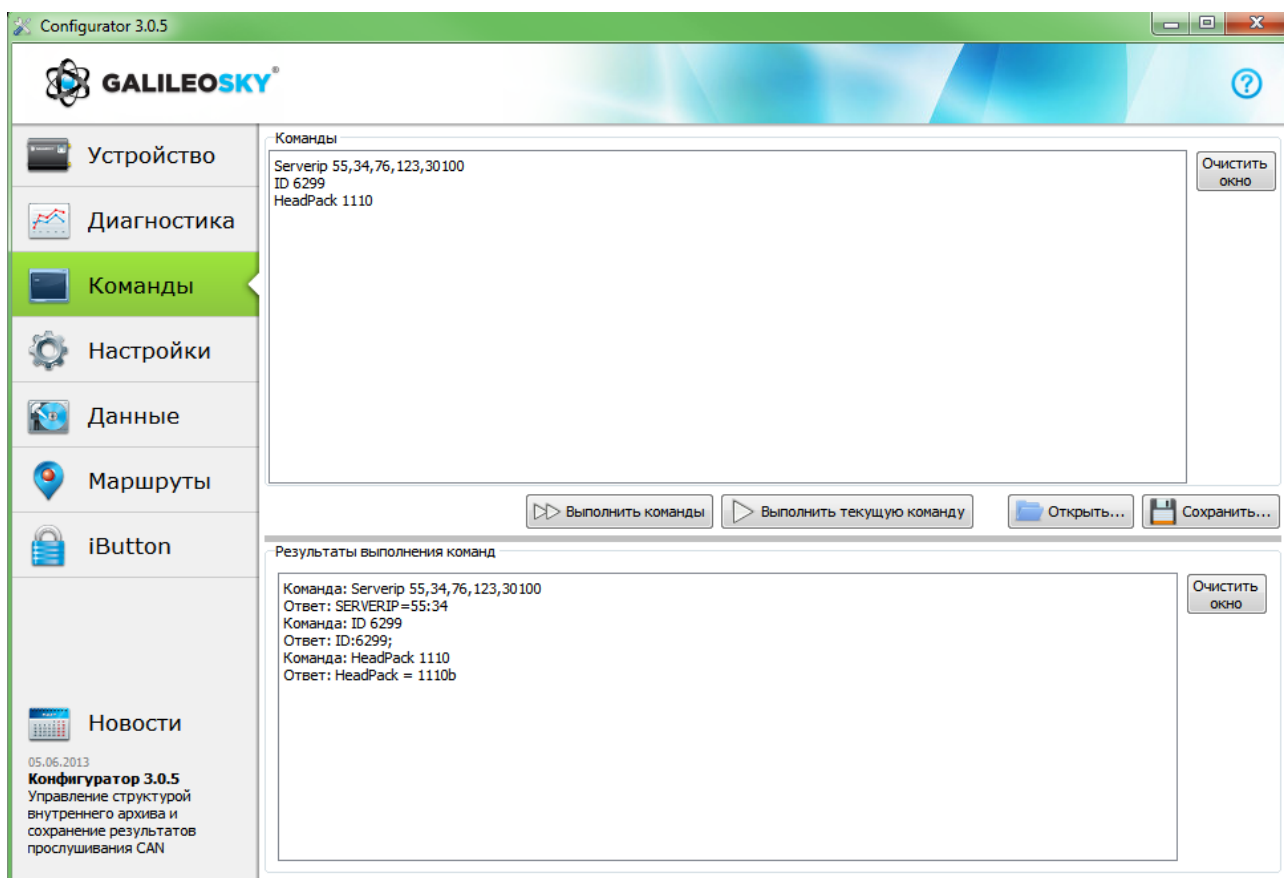 Configurator 3.0.5
GALILEOSKY®
Устройство
Диагностика
Команды
Настройки
Данные
Маршруты
iButton
Новости
05.06.2013
Конфигуратор 3.0.5
Управление структурой
внутреннего архива и
сохранение результатов
прослушивания CAN
Команды
Serverip 55,34,76,123,30100
ID 6299
HeadPack 1110
Очистить
окно
Выполнить команды
Выполнить текущую команду
Открыть...
Сохранить...
Результаты выполнения команд
Команда: Serverip 55,34,76,123,30100
Ответ: SERVERIP=55:34
Команда: ID 6299
Ответ: ID:6299;
Команда: HeadPack 1110
Ответ: HeadPack = 1110b
Очистить
окно